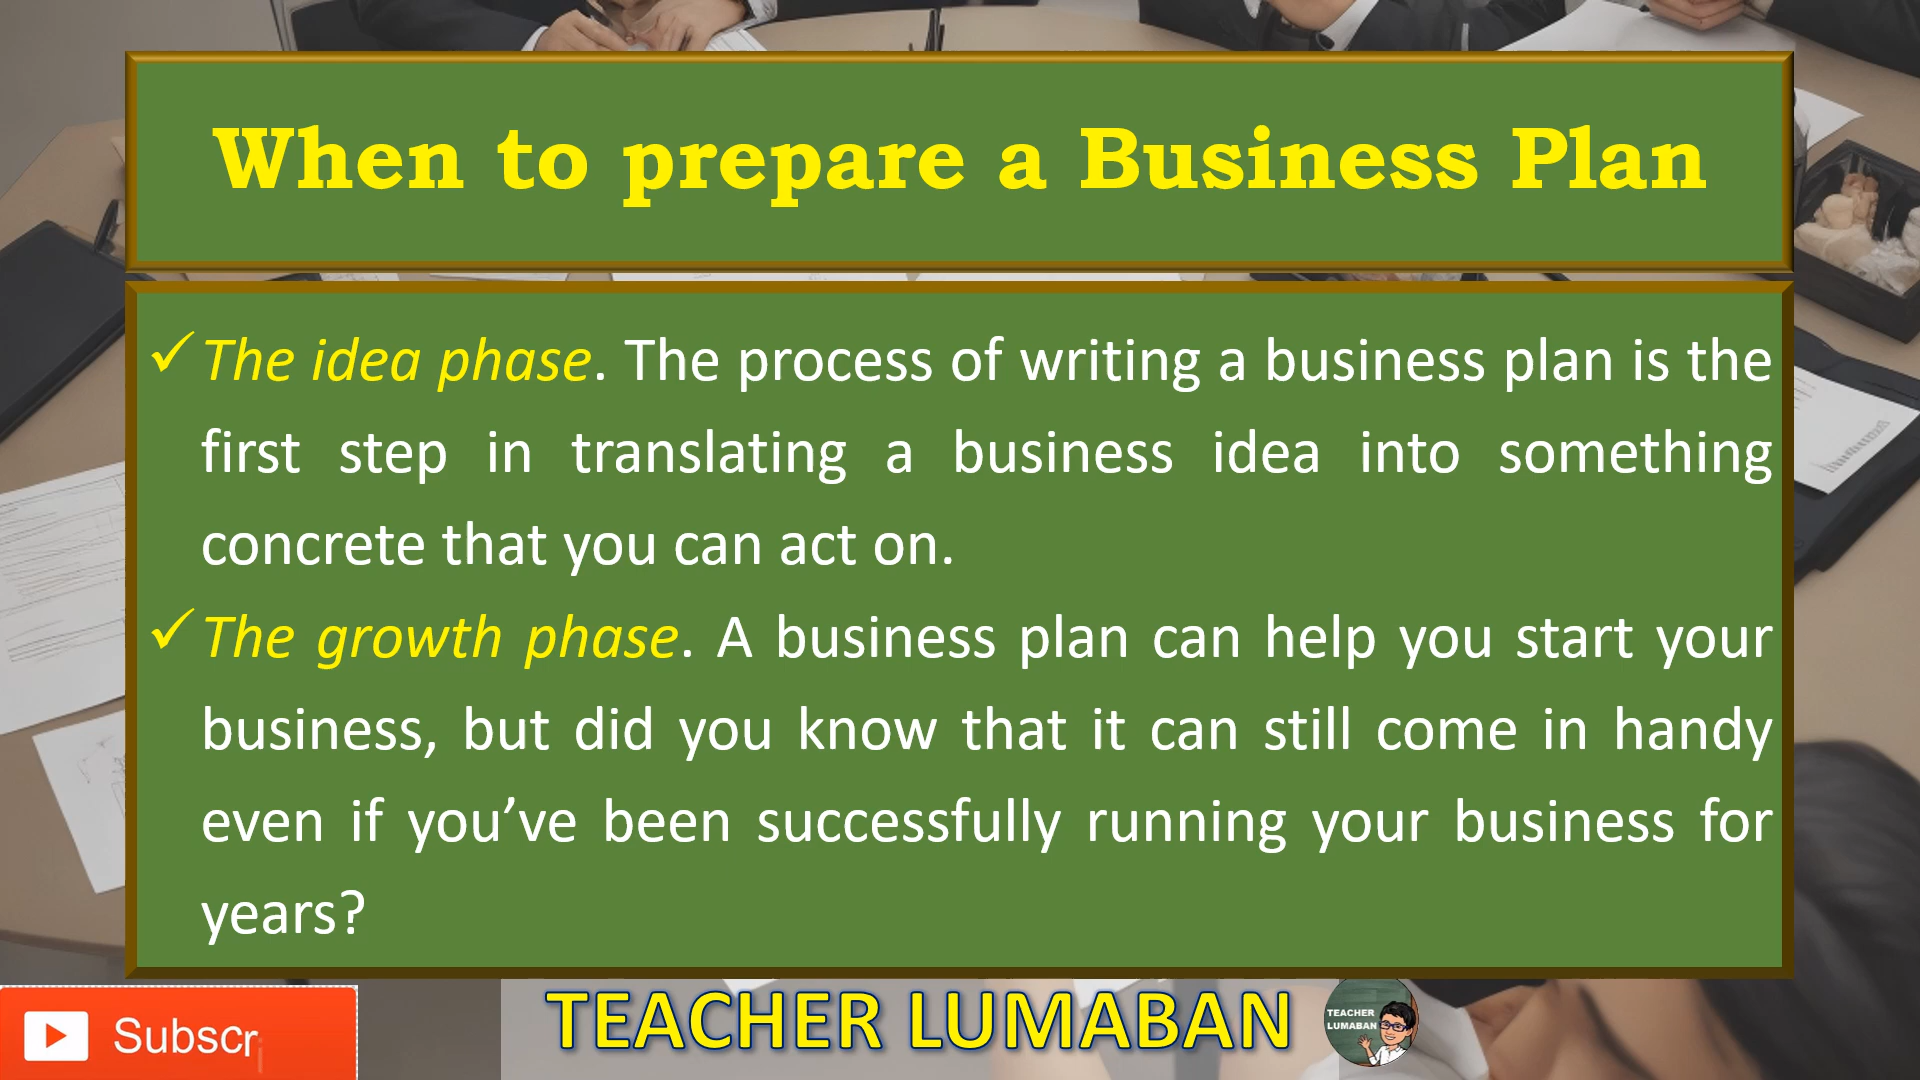 When to prepare a Business Plan
✓ The idea phase. The process of writing a business plan is the
first step in translating a business idea into something
concrete that you can act on.
✓ The growth phase. A business plan can help you start your
business, but did you know that it can still come in handy
even if you’ve been successfully running your business for
years?
Subscri
TEACHER LUMABAN
TEACHER
LUMABAN